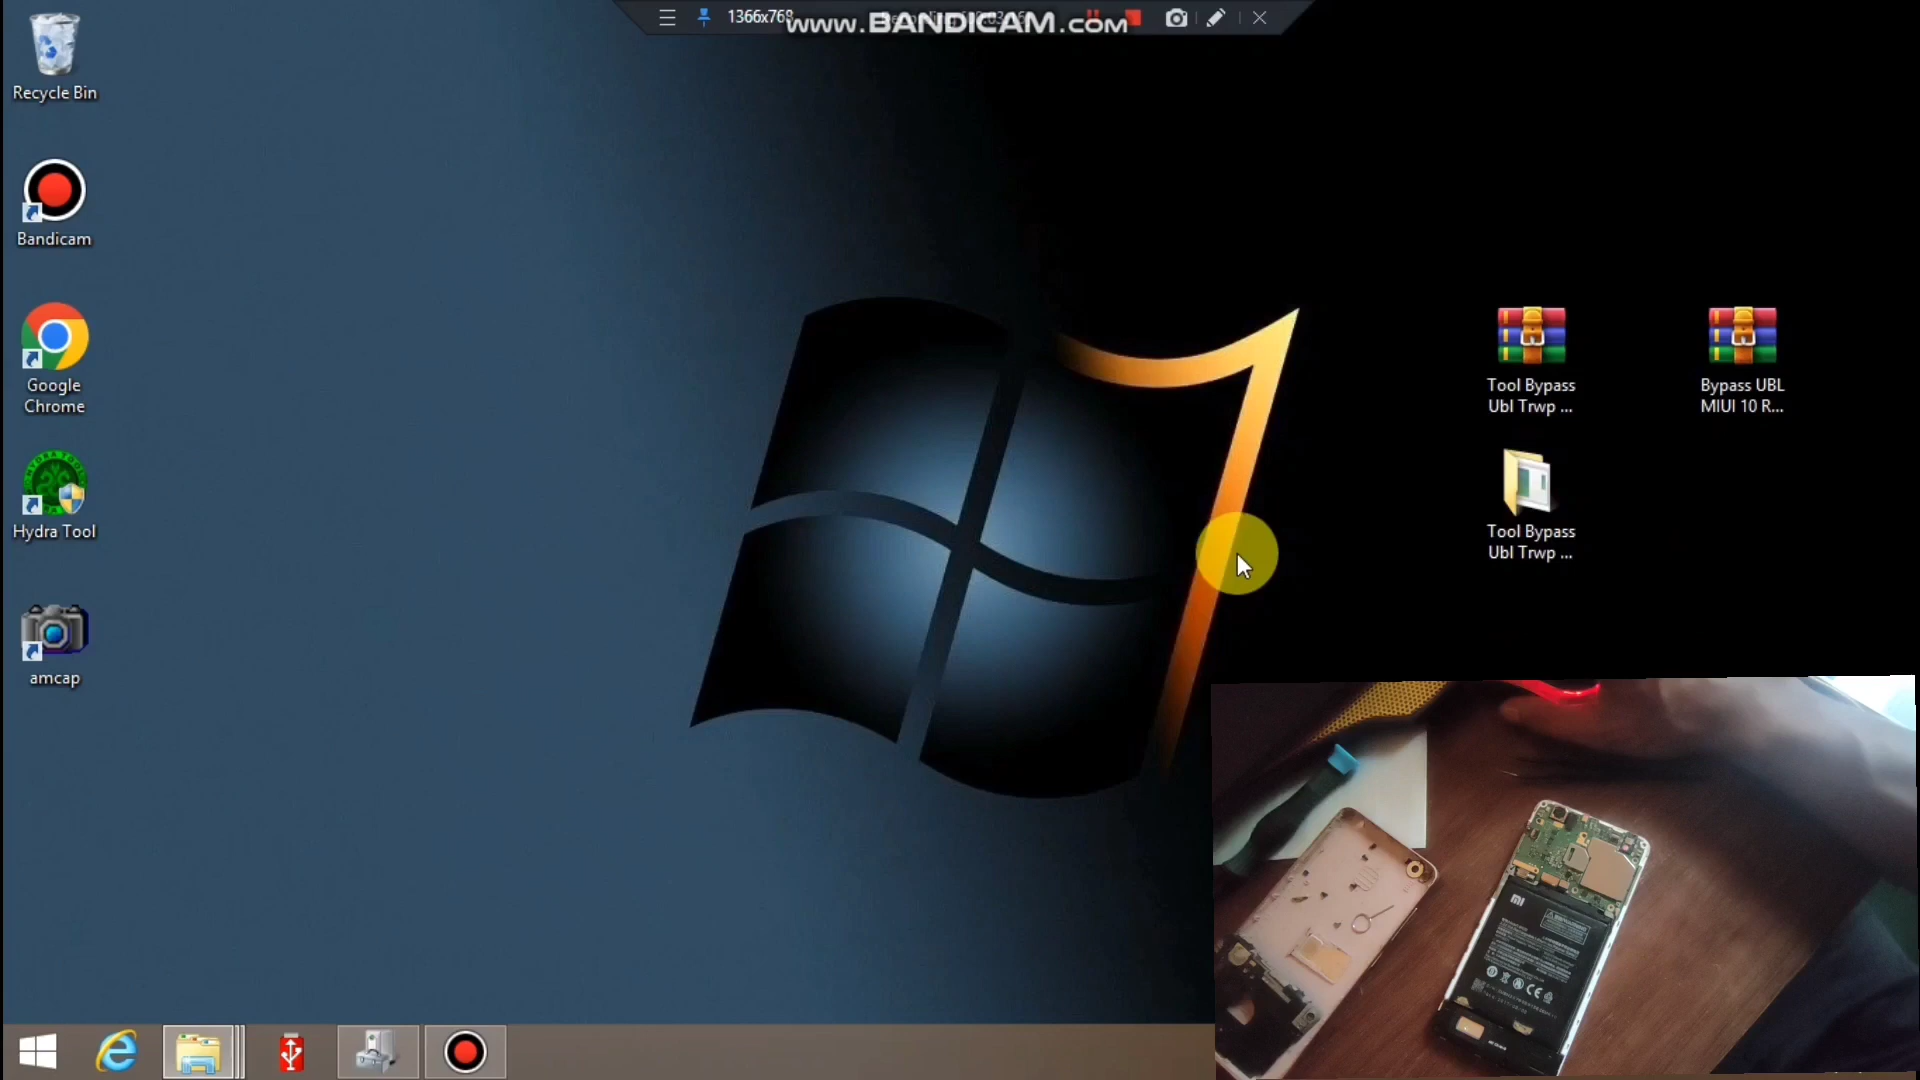 1366x768
www.BANDICAM.com
Recycle Bin
Bandicam
Google
Chrome
Hydra Tool
amcap
Tool Bypass
Ubl Trwp ...
Bypass UBL
MIUI 10 R...
Tool Bypass
Ubl Trwp ...
mi